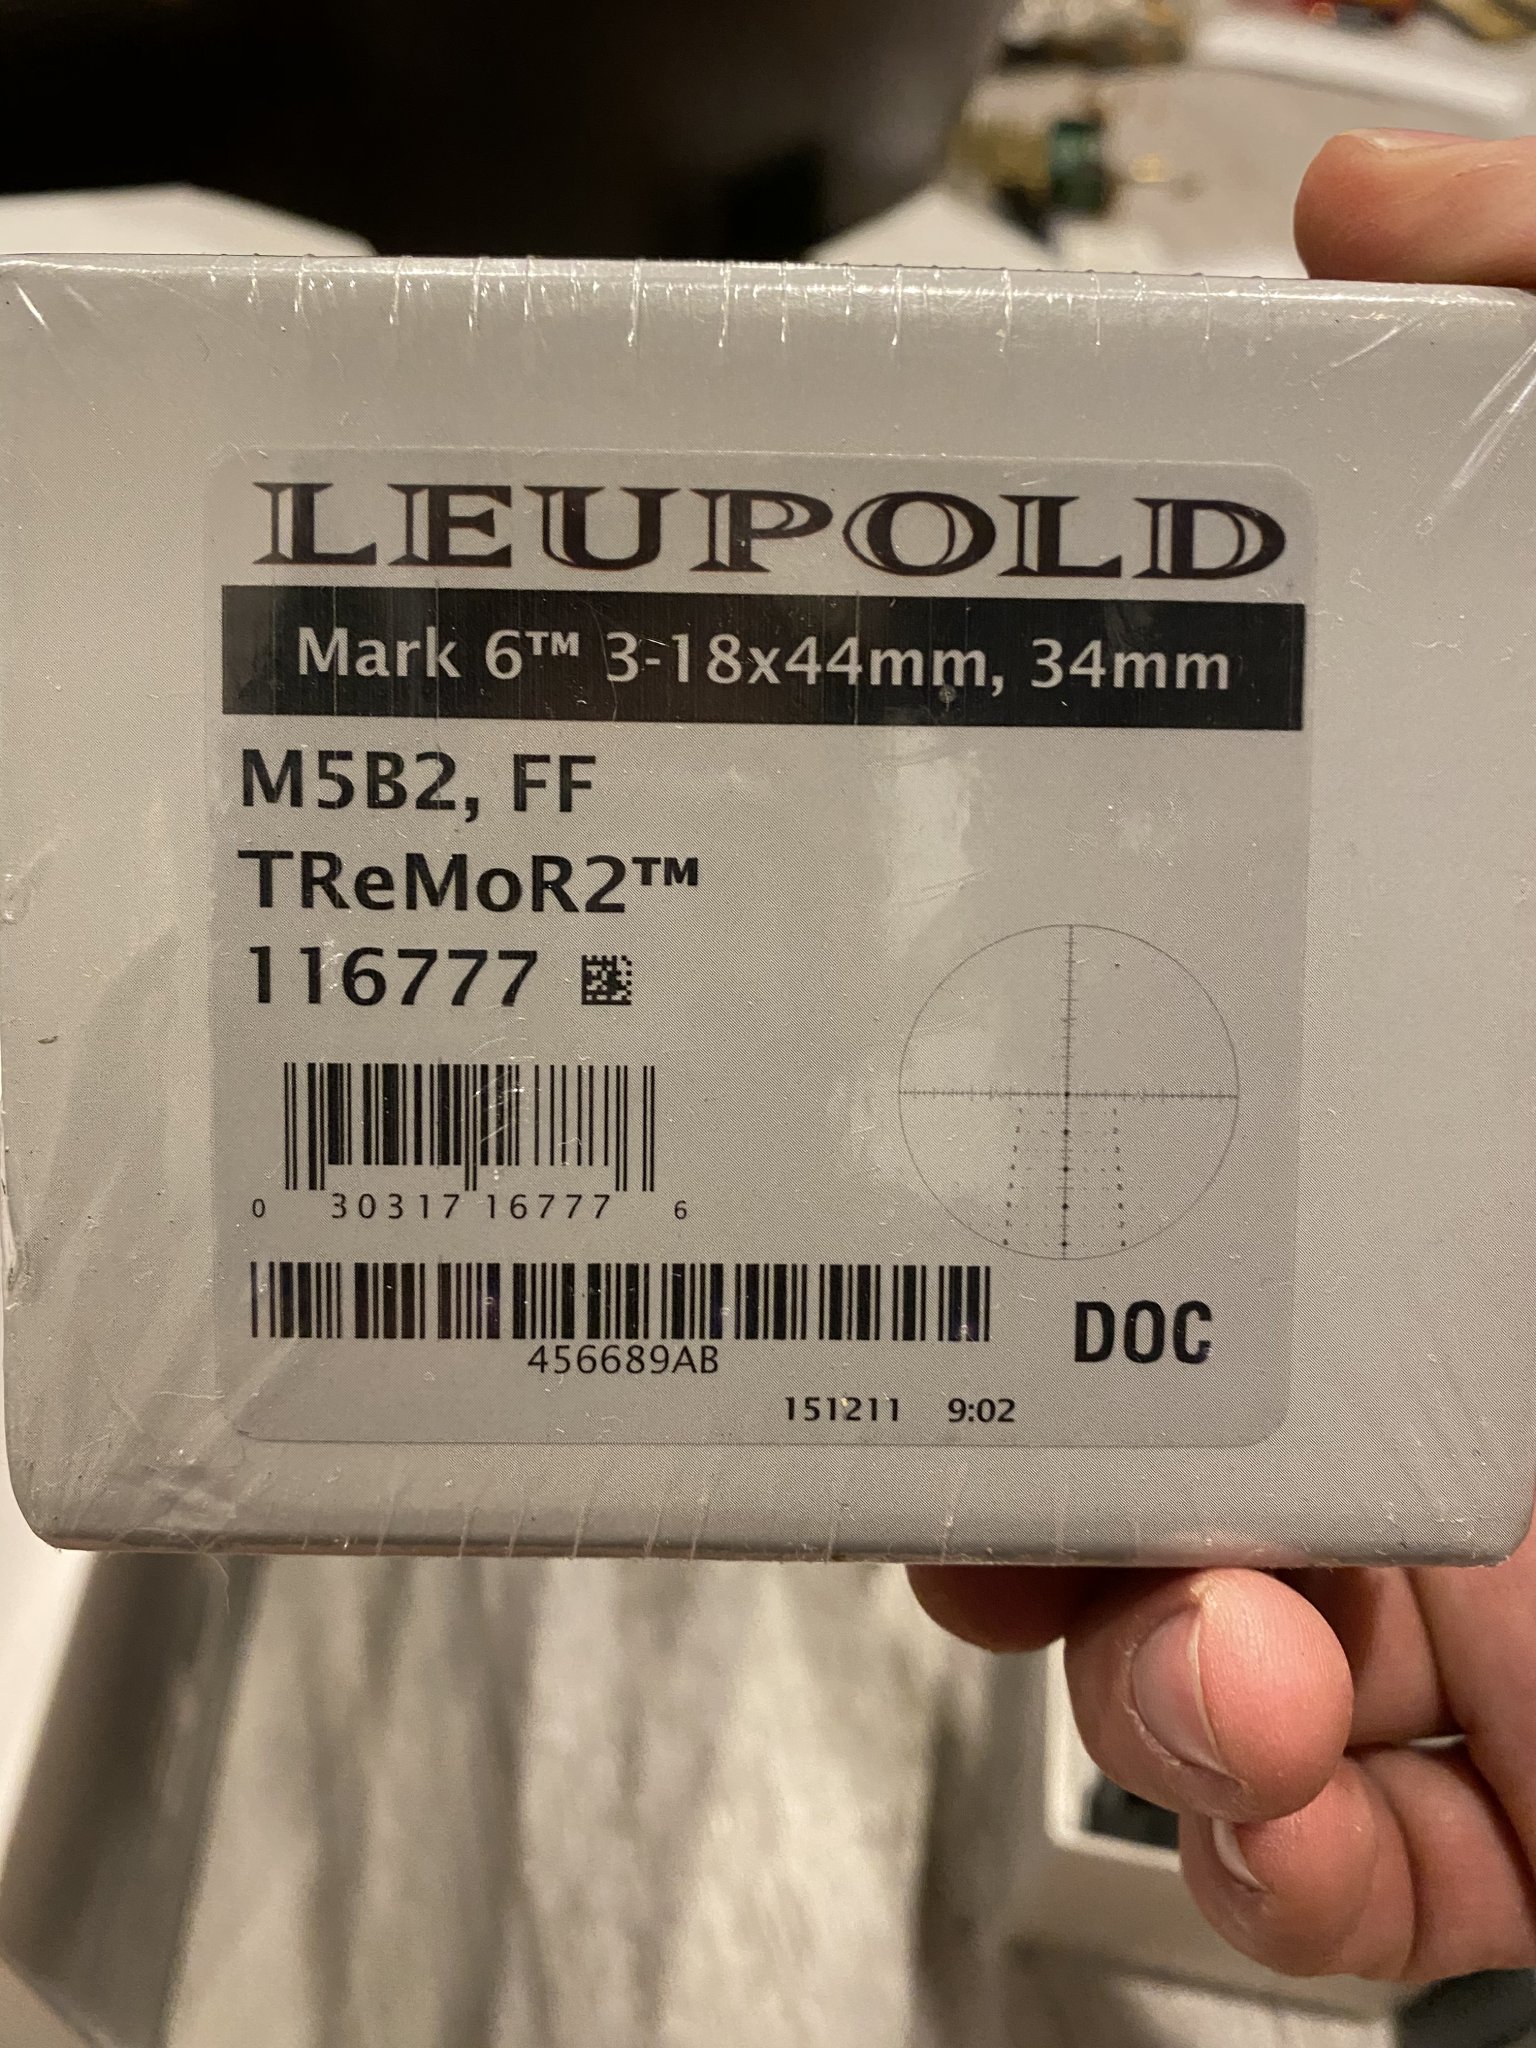 LEUPOLD
Mark 6™ 3-18x44mm, 34mm
M5B2, FF
TReMoR2™
116777
0 30317 16777 6
456689AB
DOC
151211 9:02